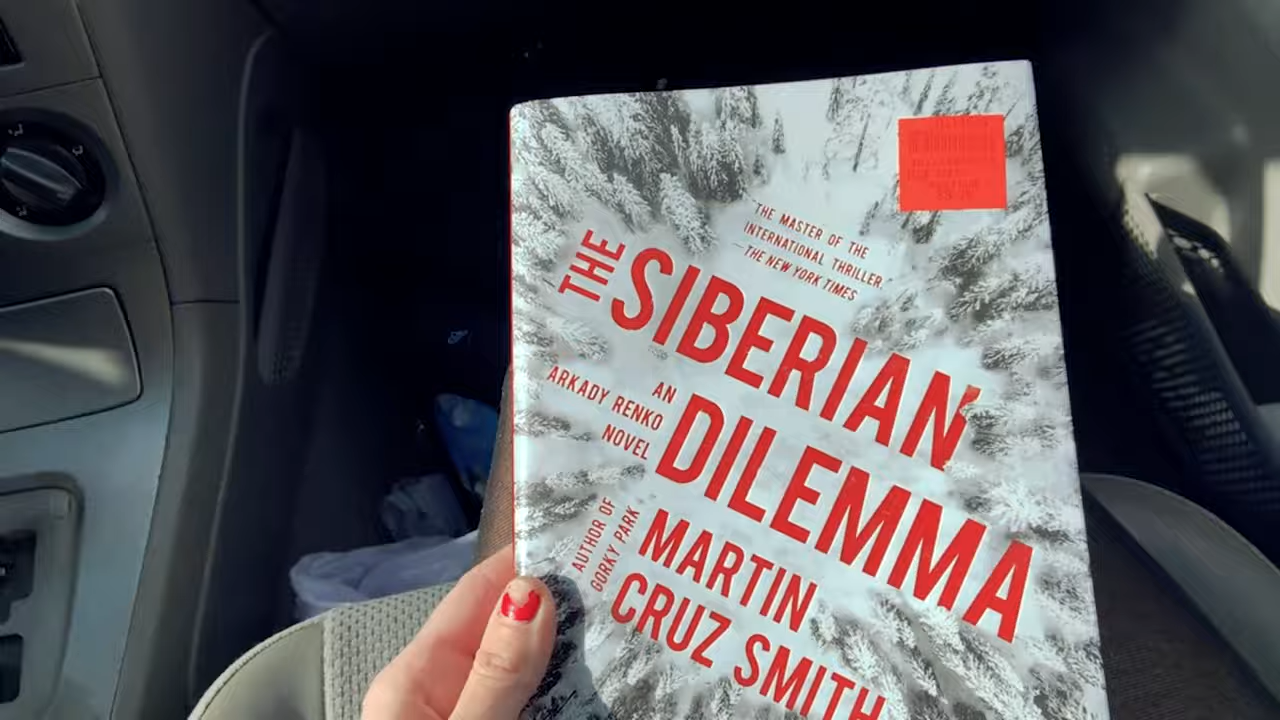 "THE MASTER OF THE
INTERNATIONAL THRILLER."
—THE NEW YORK TIMES
THE
SIBERIAN
DILEMMA
AN
ARKADY RENKO
NOVEL
AUTHOR OF
GORKY PARK
MARTIN
CRUZ SMITH